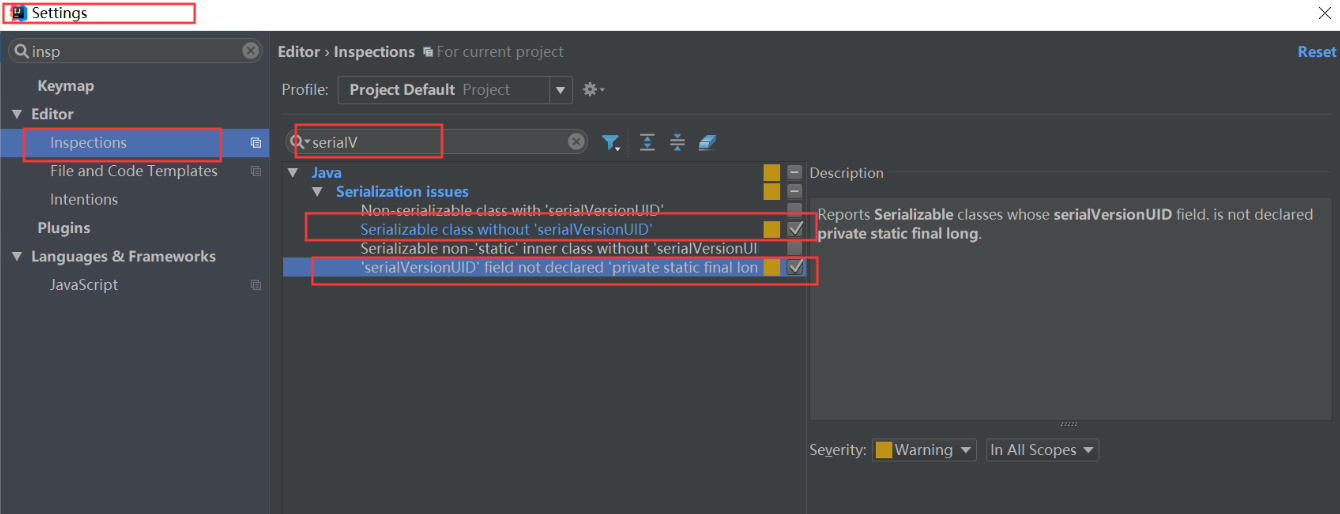 Settings
insp
Keymap
Editor
Inspections
File and Code Templates
Intentions
Plugins
Languages & Frameworks
JavaScript
Editor › Inspections For current project
Reset
Profile: Project Default Project
serialV
Java
Serialization issues
Non-serializable class with 'serialVersionUID'
Serializable class without 'serialVersionUID'
Serializable non-'static' inner class without 'serialVersionUI
'serialVersionUID' field not declared 'private static final lon
Description
Reports Serializable classes whose serialVersionUID field. is not declared
private static final long.
Severity: Warning In All Scopes